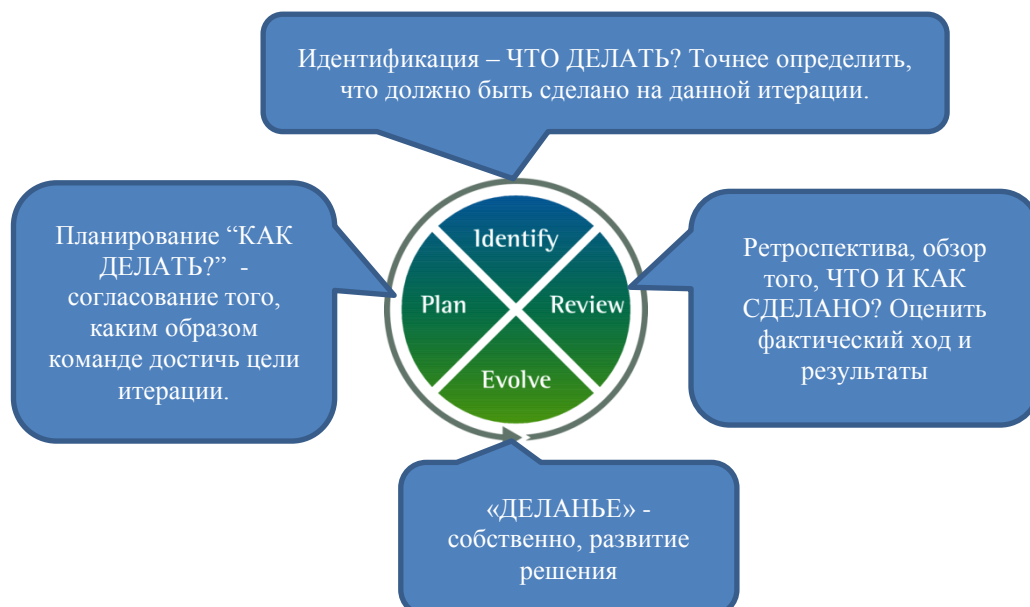 Идентификация – ЧТО ДЕЛАТЬ? Точнее определить,
что должно быть сделано на данной итерации.
Планирование “КАК
ДЕЛАТЬ?” -
согласование того,
каким образом
команде достичь цели
итерации.
Identify
Plan
Review
Evolve
Ретроспектива, обзор
того, ЧТО И КАК
СДЕЛАНО? Оценить
фактический ход и
результаты
«ДЕЛАНЬЕ» -
собственно, развитие
решения